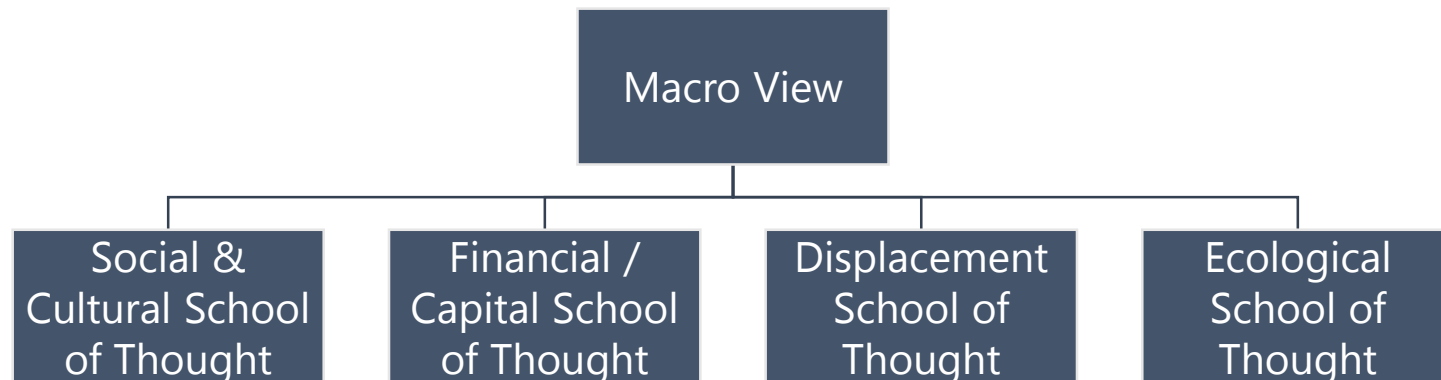 Macro View
Social &
Cultural School
of Thought
Financial /
Capital School
of Thought
Displacement
School of
Thought
Ecological
School of
Thought